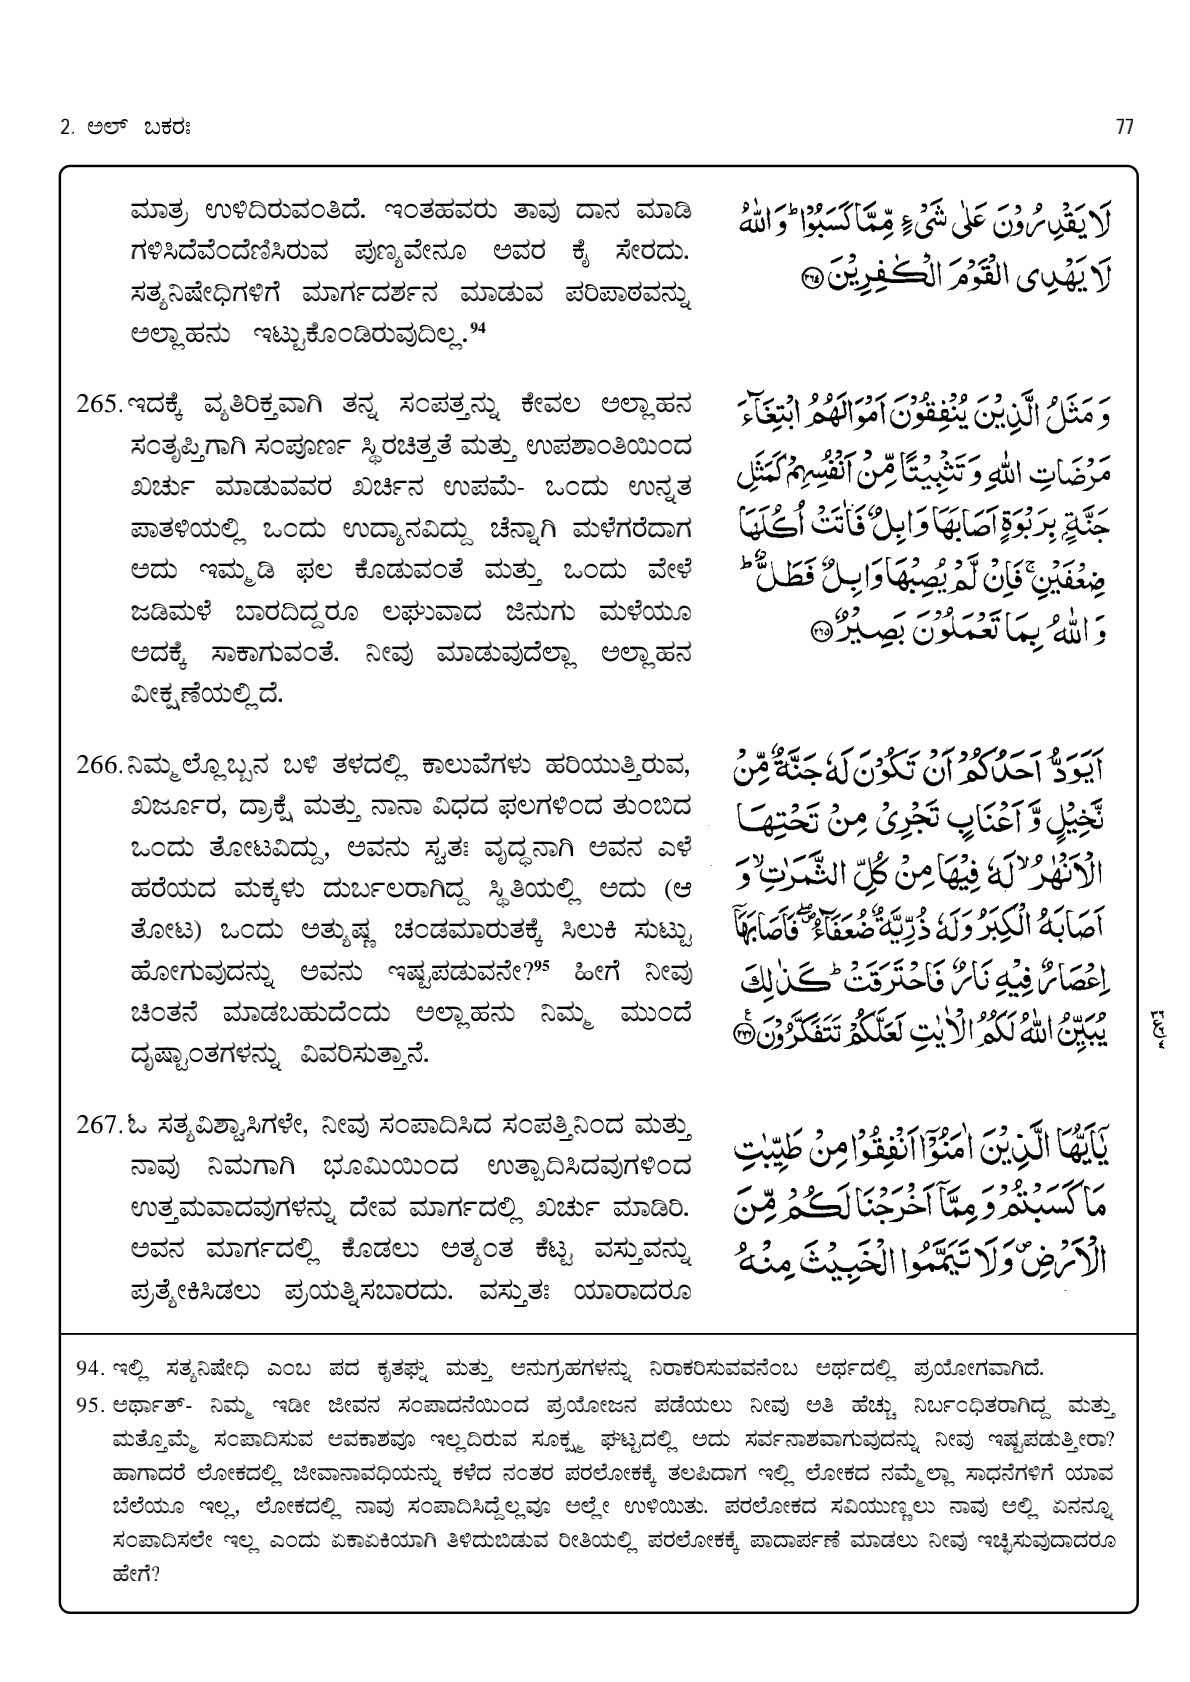 2. ಅಲ್ ಬಕರಃ
77
ಮಾತ್ರ ಉಳಿದಿರುವಂತಿದೆ. ಇಂತಹವರು ತಾವು ದಾನ ಮಾಡಿ
ಗಳಿಸಿದೆವೆಂದೆಣಿಸಿರುವ ಪುಣ್ಯವೇನೂ ಅವರ ಕೈ ಸೇರದು.
ಸತ್ಯನಿಷೇಧಿಗಳಿಗೆ ಮಾರ್ಗದರ್ಶನ ಮಾಡುವ ಪರಿಪಾಠವನ್ನು
ಅಲ್ಲಾಹನು ಇಟ್ಟುಕೊಂಡಿರುವುದಿಲ್ಲ.94
لَا يَقْدِرُوْنَ عَلٰى شَيْءٍ مِّمَّا كَسَبُوْا ؕ وَ اللّٰهُ
لَا يَهْدِى الْقَوْمَ الْكٰفِرِيْنَ ﴿٢٦٤﴾
265. ಇದಕ್ಕೆ ವ್ಯತಿರಿಕ್ತವಾಗಿ ತನ್ನ ಸಂಪತ್ತನ್ನು ಕೇವಲ ಅಲ್ಲಾಹನ
ಸಂತೃಪ್ತಿಗಾಗಿ ಸಂಪೂರ್ಣ ಸ್ಥಿರಚಿತ್ತತೆ ಮತ್ತು ಉಪಶಾಂತಿಯಿಂದ
ಖರ್ಚು ಮಾಡುವವರ ಖರ್ಚಿನ ಉಪಮೆ- ಒಂದು ಉನ್ನತ
ಪಾತಳಿಯಲ್ಲಿ ಒಂದು ಉದ್ಯಾನವಿದ್ದು ಚೆನ್ನಾಗಿ ಮಳೆಗರೆದಾಗ
ಅದು ಇಮ್ಮಡಿ ಫಲ ಕೊಡುವಂತೆ ಮತ್ತು ಒಂದು ವೇಳೆ
ಜಡಿಮಳೆ ಬಾರದಿದ್ದರೂ ಲಘುವಾದ ಜಿನುಗು ಮಳೆಯೂ
ಅದಕ್ಕೆ ಸಾಕಾಗುವಂತೆ. ನೀವು ಮಾಡುವುದೆಲ್ಲಾ ಅಲ್ಲಾಹನ
ವೀಕ್ಷಣೆಯಲ್ಲಿದೆ.
وَ مَثَلُ الَّذِيْنَ يُنْفِقُوْنَ اَمْوَالَهُمُ ابْتِغَآءَ
مَرْضَاتِ اللّٰهِ وَ تَثْبِيْتًا مِّنْ اَنْفُسِهِمْ كَمَثَلِ
جَنَّةٍۭ بِرَبْوَةٍ اَصَابَهَا وَابِلٌ فَاٰتَتْ اُكُلَهَا
ضِعْفَيْنِ ۚ فَاِنْ لَّمْ يُصِبْهَا وَابِلٌ فَطَلٌّ ؕ
وَ اللّٰهُ بِمَا تَعْمَلُوْنَ بَصِيْرٌ ﴿٢٦٥﴾
266. ನಿಮ್ಮಲ್ಲೊಬ್ಬನ ಬಳಿ ತಳದಲ್ಲಿ ಕಾಲುವೆಗಳು ಹರಿಯುತ್ತಿರುವ,
ಖರ್ಜೂರ, ದ್ರಾಕ್ಷೆ ಮತ್ತು ನಾನಾ ವಿಧದ ಫಲಗಳಿಂದ ತುಂಬಿದ
ಒಂದು ತೋಟವಿದ್ದು, ಅವನು ಸ್ವತಃ ವೃದ್ಧನಾಗಿ ಅವನ ಎಳೆ
ಹರೆಯದ ಮಕ್ಕಳು ದುರ್ಬಲರಾಗಿದ್ದ ಸ್ಥಿತಿಯಲ್ಲಿ ಅದು (ಆ
ತೋಟ) ಒಂದು ಅತ್ಯುಷ್ಣ ಚಂಡಮಾರುತಕ್ಕೆ ಸಿಲುಕಿ ಸುಟ್ಟು
ಹೋಗುವುದನ್ನು ಅವನು ಇಷ್ಟಪಡುವನೇ?95 ಹೀಗೆ ನೀವು
ಚಿಂತನೆ ಮಾಡಬಹುದೆಂದು ಅಲ್ಲಾಹನು ನಿಮ್ಮ ಮುಂದೆ
ದೃಷ್ಟಾಂತಗಳನ್ನು ವಿವರಿಸುತ್ತಾನೆ.
اَيَوَدُّ اَحَدُكُمْ اَنْ تَكُوْنَ لَهٗ جَنَّةٌ مِّنْ
نَّخِيْلٍ وَّ اَعْنَابٍ تَجْرِىْ مِنْ تَحْتِهَا
الْاَنْهٰرُ ۙ لَهٗ فِيْهَا مِنْ كُلِّ الثَّمَرٰتِ ۙ وَ
اَصَابَهُ الْكِبَرُ وَلَهٗ ذُرِّيَّةٌ ضُعَفَآءُ ۖ فَاَصَابَهَاۤ
اِعْصَارٌ فِيْهِ نَارٌ فَاحْتَرَقَتْ ؕ كَذٰلِكَ
يُبَيِّنُ اللّٰهُ لَكُمُ الْاٰيٰتِ لَعَلَّكُمْ تَتَفَكَّرُوْنَ ﴿٢٦٦﴾
267. ಓ ಸತ್ಯವಿಶ್ವಾಸಿಗಳೇ, ನೀವು ಸಂಪಾದಿಸಿದ ಸಂಪತ್ತಿನಿಂದ ಮತ್ತು
ನಾವು ನಿಮಗಾಗಿ ಭೂಮಿಯಿಂದ ಉತ್ಪಾದಿಸಿದವುಗಳಿಂದ
ಉತ್ತಮವಾದವುಗಳನ್ನು ದೇವ ಮಾರ್ಗದಲ್ಲಿ ಖರ್ಚು ಮಾಡಿರಿ.
ಅವನ ಮಾರ್ಗದಲ್ಲಿ ಕೊಡಲು ಅತ್ಯಂತ ಕೆಟ್ಟ ವಸ್ತುವನ್ನು
ಪ್ರತ್ಯೇಕಿಸಿಡಲು ಪ್ರಯತ್ನಿಸಬಾರದು. ವಸ್ತುತಃ ಯಾರಾದರೂ
يٰۤاَيُّهَا الَّذِيْنَ اٰمَنُوْۤا اَنْفِقُوْا مِنْ طَيِّبٰتِ
مَا كَسَبْتُمْ وَ مِمَّاۤ اَخْرَجْنَا لَكُمْ مِّنَ
الْاَرْضِ ۪ وَلَا تَيَمَّمُوا الْخَبِيْثَ مِنْهُ
94. ಇಲ್ಲಿ ಸತ್ಯನಿಷೇಧಿ ಎಂಬ ಪದ ಕೃತಘ್ನ ಮತ್ತು ಅನುಗ್ರಹಗಳನ್ನು ನಿರಾಕರಿಸುವವನೆಂಬ ಅರ್ಥದಲ್ಲಿ ಪ್ರಯೋಗವಾಗಿದೆ.
95. ಅರ್ಥಾತ್- ನಿಮ್ಮ ಇಡೀ ಜೀವನ ಸಂಪಾದನೆಯಿಂದ ಪ್ರಯೋಜನ ಪಡೆಯಲು ನೀವು ಅತಿ ಹೆಚ್ಚು ನಿರ್ಬಂಧಿತರಾಗಿದ್ದ ಮತ್ತು
ಮತ್ತೊಮ್ಮೆ ಸಂಪಾದಿಸುವ ಅವಕಾಶವೂ ಇಲ್ಲದಿರುವ ಸೂಕ್ಷ್ಮ ಘಟ್ಟದಲ್ಲಿ ಅದು ಸರ್ವನಾಶವಾಗುವುದನ್ನು ನೀವು ಇಷ್ಟಪಡುತ್ತೀರಾ?
ಹಾಗಾದರೆ ಲೋಕದಲ್ಲಿ ಜೀವಾನಾವಧಿಯನ್ನು ಕಳೆದ ನಂತರ ಪರಲೋಕಕ್ಕೆ ತಲಪಿದಾಗ ಇಲ್ಲಿ ಲೋಕದ ನಮ್ಮೆಲ್ಲಾ ಸಾಧನೆಗಳಿಗೆ ಯಾವ
ಬೆಲೆಯೂ ಇಲ್ಲ, ಲೋಕದಲ್ಲಿ ನಾವು ಸಂಪಾದಿಸಿದ್ದೆಲ್ಲವೂ ಅಲ್ಲೇ ಉಳಿಯಿತು. ಪರಲೋಕದ ಸವಿಯುಣ್ಣಲು ನಾವು ಅಲ್ಲಿ ಏನನ್ನೂ
ಸಂಪಾದಿಸಲೇ ಇಲ್ಲ ಎಂದು ಏಕಾಏಕಿಯಾಗಿ ತಿಳಿದುಬಿಡುವ ರೀತಿಯಲ್ಲಿ ಪರಲೋಕಕ್ಕೆ ಪಾದಾರ್ಪಣೆ ಮಾಡಲು ನೀವು ಇಚ್ಛಿಸುವುದಾದರೂ
ಹೇಗೆ?